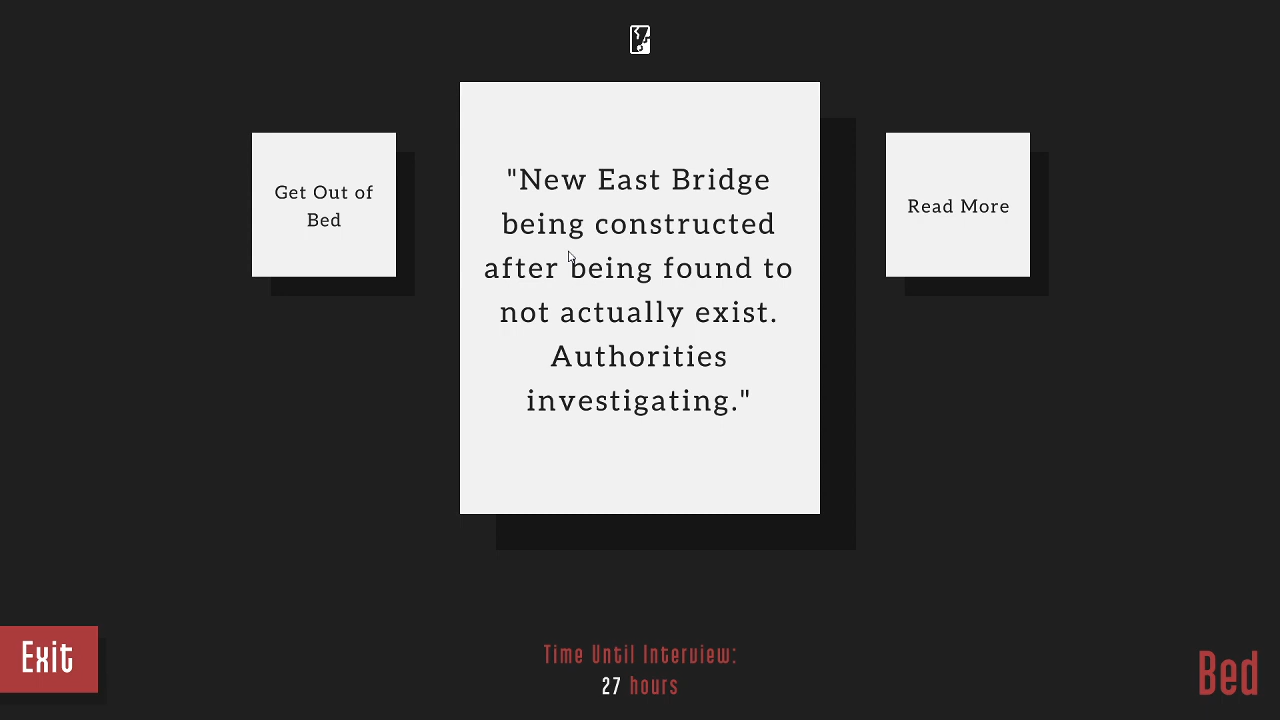 Get Out of
Bed
"New East Bridge
being constructed
after being found to
not actually exist.
Authorities
investigating."
Read More
Exit
Time Until Interview:
27 hours
Bed